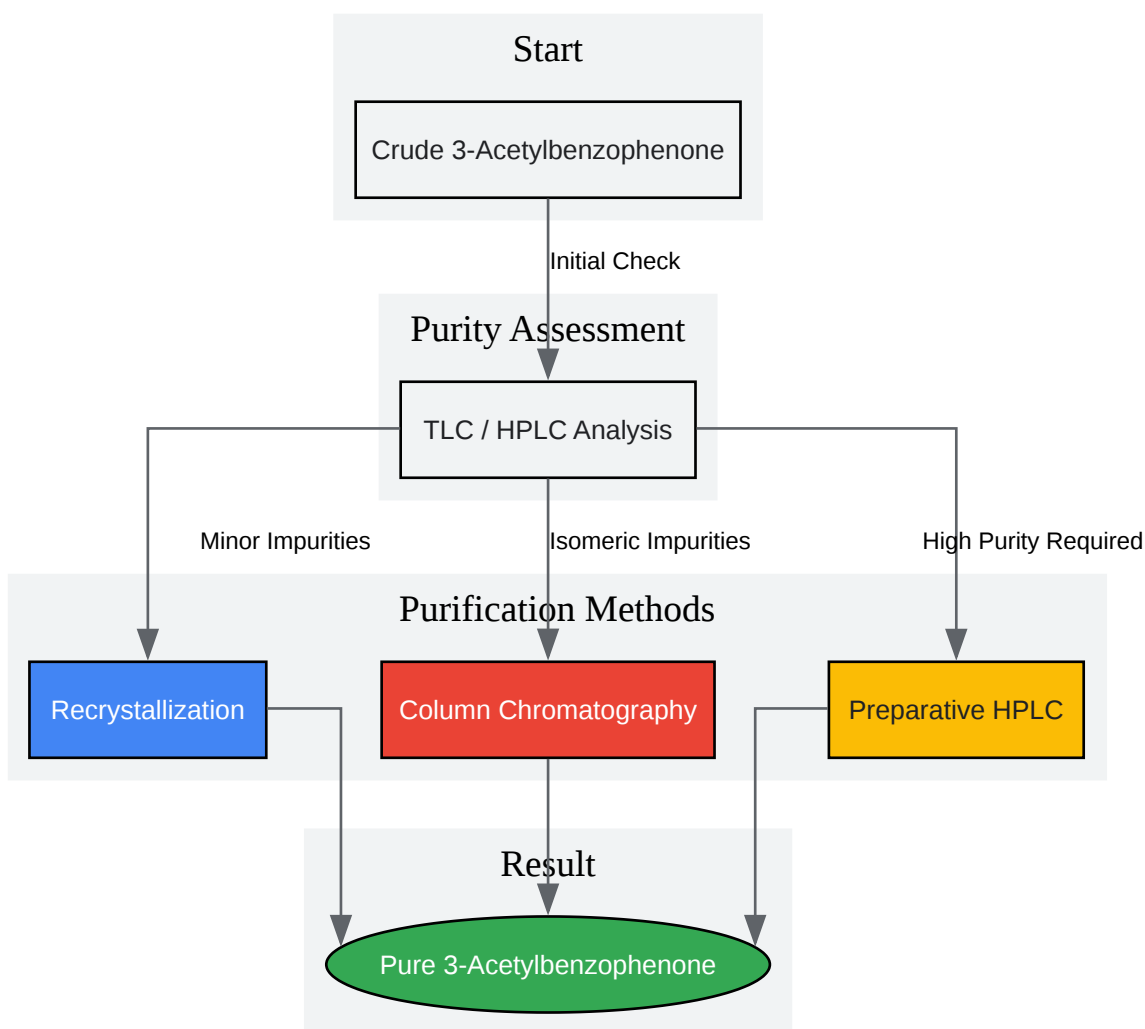 Start
Crude 3-Acetylbenzophenone
Initial Check
Purity Assessment
TLC / HPLC Analysis
Minor Impurities
Isomeric Impurities
High Purity Required
Purification Methods
Recrystallization
Column Chromatography
Preparative HPLC
Result
Pure 3-Acetylbenzophenone